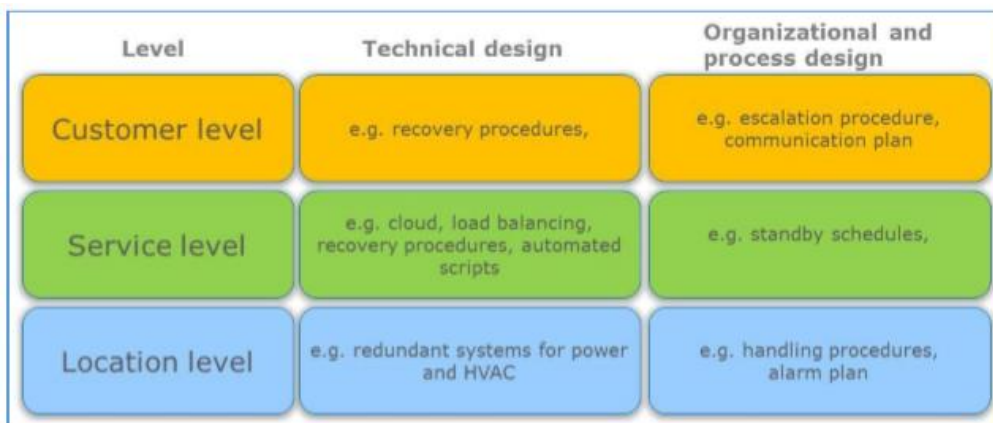 Level
Technical design
Organizational and
process design
Customer level
e.g. recovery procedures,
e.g. escalation procedure,
communication plan
Service level
e.g. cloud, load balancing,
recovery procedures, automated
scripts
e.g. standby schedules,
Location level
e.g. redundant systems for power
and HVAC
e.g. handling procedures,
alarm plan